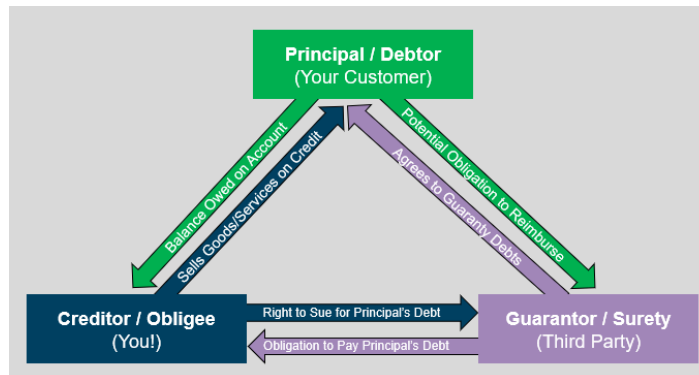 Principal / Debtor
(Your Customer)
Balance Owed on Account
Sells Goods/Services on Credit
Agrees to Guaranty Debts
Potential Obligation to Reimburse
Creditor / Obligee
(You!)
Right to Sue for Principal's Debt
Obligation to Pay Principal's Debt
Guarantor / Surety
(Third Party)